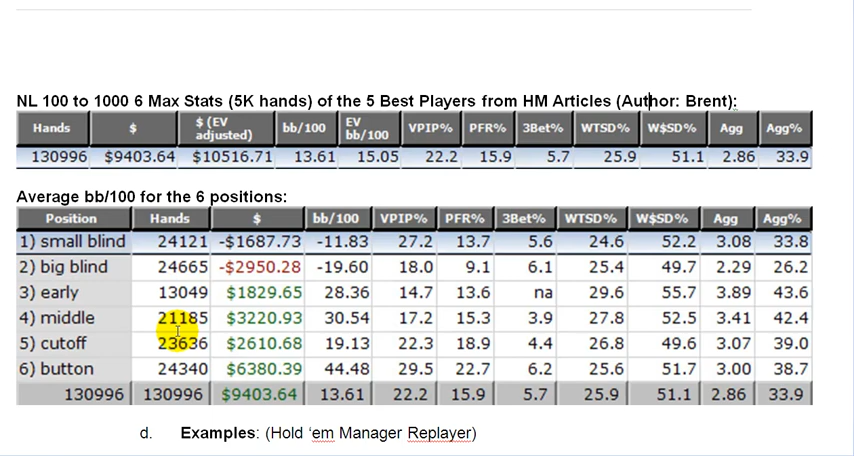 NL 100 to 1000 6 Max Stats (5K hands) of the 5 Best Players from HM Articles (Author: Brent):
Hands $ $ (EV adjusted) bb/100 EV bb/100 VPIP% PFR% 3Bet% WTSD% W$SD% Agg Agg%
130996 $9403.64 $10516.71 13.61 15.05 22.2 15.9 5.7 25.9 51.1 2.86 33.9
Average bb/100 for the 6 positions:
Position Hands $ bb/100 VPIP% PFR% 3Bet% WTSD% W$SD% Agg Agg%
1) small blind 24121 -$1687.73 -11.83 27.2 13.7 5.6 24.6 52.2 3.08 33.8
2) big blind 24665 -$2950.28 -19.60 18.0 9.1 6.1 25.4 49.7 2.29 26.2
3) early 13049 $1829.65 28.36 14.7 13.6 na 29.6 55.7 3.89 43.6
4) middle 21185 $3220.93 30.54 17.2 15.3 3.9 27.8 52.5 3.41 42.4
5) cutoff 23636 $2610.68 19.13 22.3 18.9 4.4 26.8 49.6 3.07 39.0
6) button 24340 $6380.39 44.48 29.5 22.7 6.2 25.6 51.7 3.00 38.7
130996 130996 $9403.64 13.61 22.2 15.9 5.7 25.9 51.1 2.86 33.9
d. Examples: (Hold ‘em Manager Replayer)